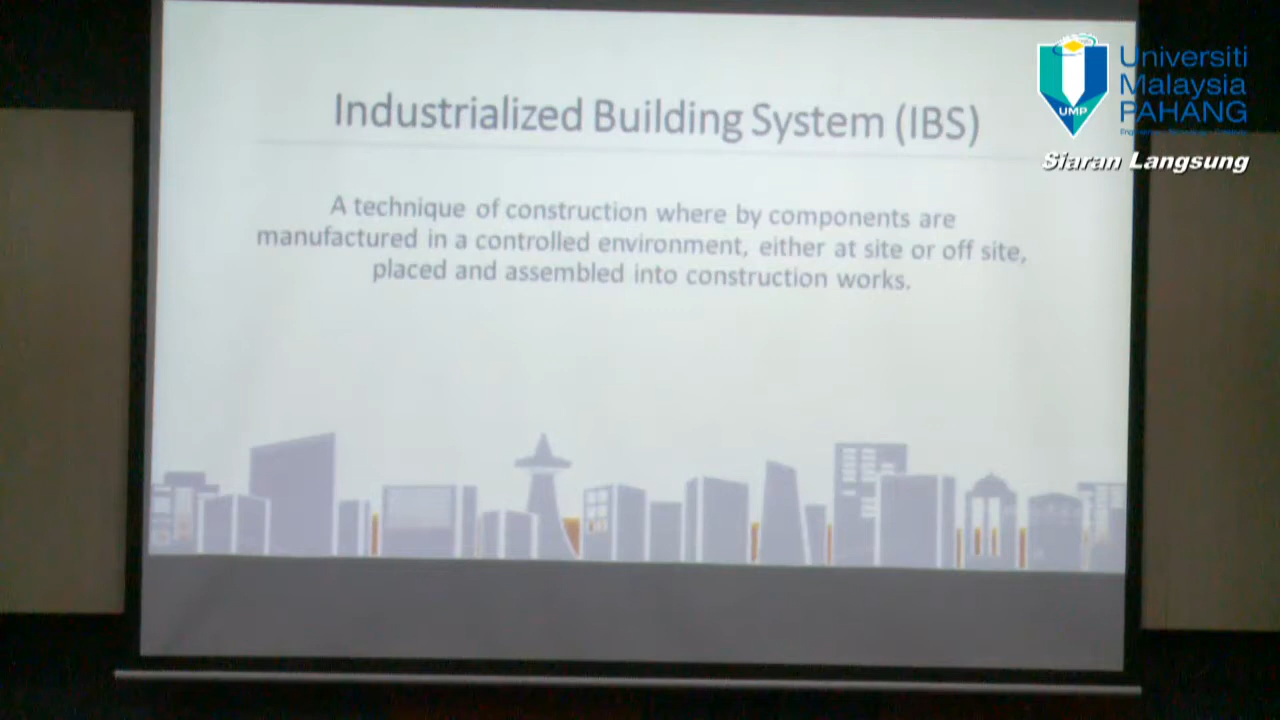 Industrialized Building System (IBS)
A technique of construction where by components are
manufactured in a controlled environment, either at site or off site,
placed and assembled into construction works.
UMP
Universiti
Malaysia
PAHANG
Siaran Langsung